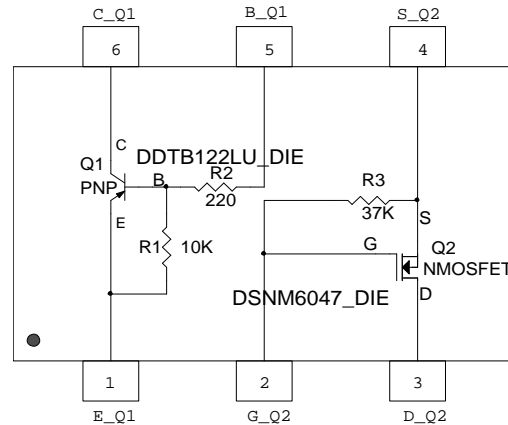 C_Q1 B_Q1 S_Q2
6 5 4
C
Q1 DDTB122LU_DIE
PNP B R2 R3
220 37K
E S
R1 10K G Q2
NMOSFET
DSNM6047_DIE D
1 2 3
E_Q1 G_Q2 D_Q2